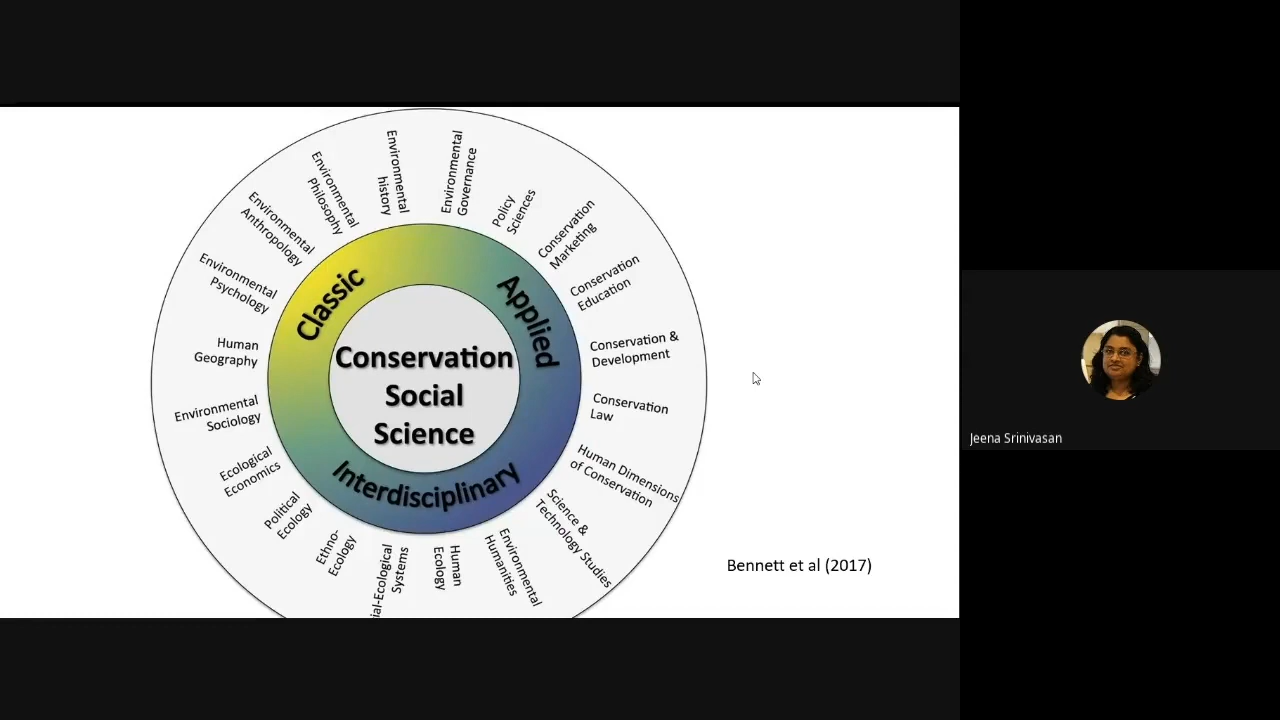 Environmental
history
Environmental
Governance
Policy
Sciences
Conservation
Marketing
Conservation
Education
Conservation &
Development
Conservation
Law
Human Dimensions
of Conservation
Science &
Technology Studies
Environmental
Humanities
Human
Ecology
ial-Ecological
Systems
Ethno-
Ecology
Political
Ecology
Ecological
Economics
Environmental
Sociology
Human
Geography
Environmental
Psychology
Environmental
Anthropology
Environmental
Philosophy
Classic
Applied
Interdisciplinary
Conservation
Social
Science
Bennett et al (2017)
Jeena Srinivasan